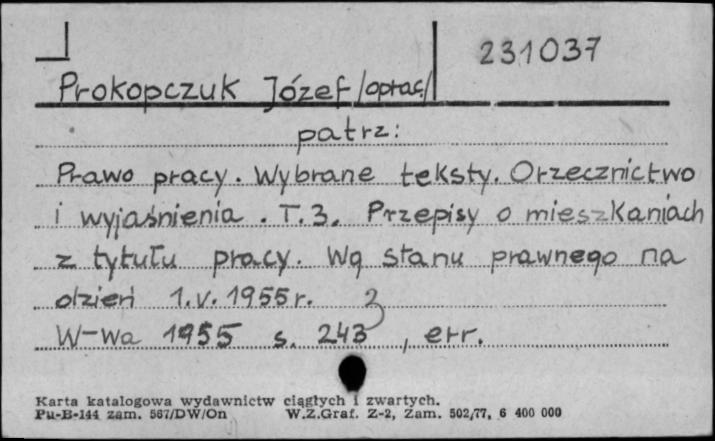 231037
Prokopczuk Józef /oprac./
patrz:
Prawo pracy. Wybrane teksty. Orzecznictwo
i wyjaśnienia. T.3. Przepisy o mieszkaniach
z tytułu pracy. Wg stanu prawnego na
dzień 1.V.1955r.
W-wa 1955 s. 243, err.
Karta katalogowa wydawnictw ciągłych i zwartych.
Pu-B-144 zam. 567/DW/On W.Z.Graf. Z-2, Zam. 502/77. 6 400 000